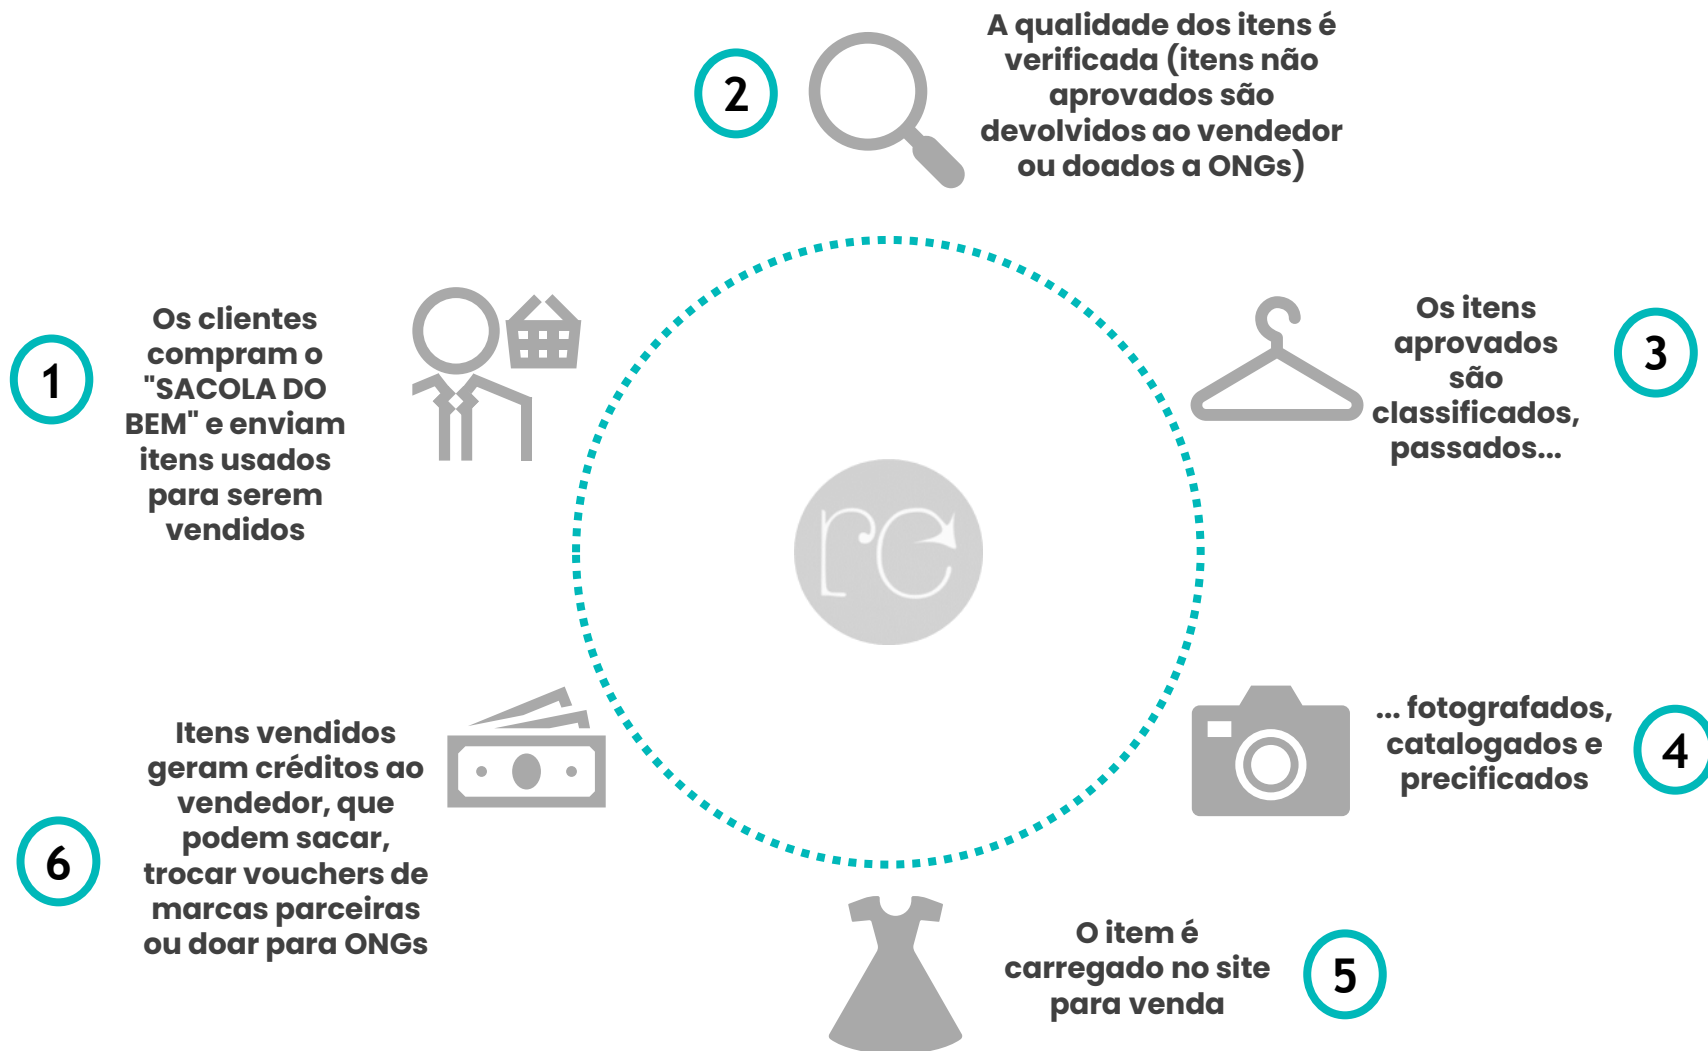 1
Os clientes
compram o
"SACOLA DO
BEM" e enviam
itens usados
para serem
vendidos
2
A qualidade dos itens é
verificada (itens não
aprovados são
devolvidos ao vendedor
ou doados a ONGs)
3
Os itens
aprovados
são
classificados,
passados...
4
... fotografados,
catalogados e
precificados
5
O item é
carregado no site
para venda
6
Itens vendidos
geram créditos ao
vendedor, que
podem sacar,
trocar vouchers de
marcas parceiras
ou doar para ONGs
re